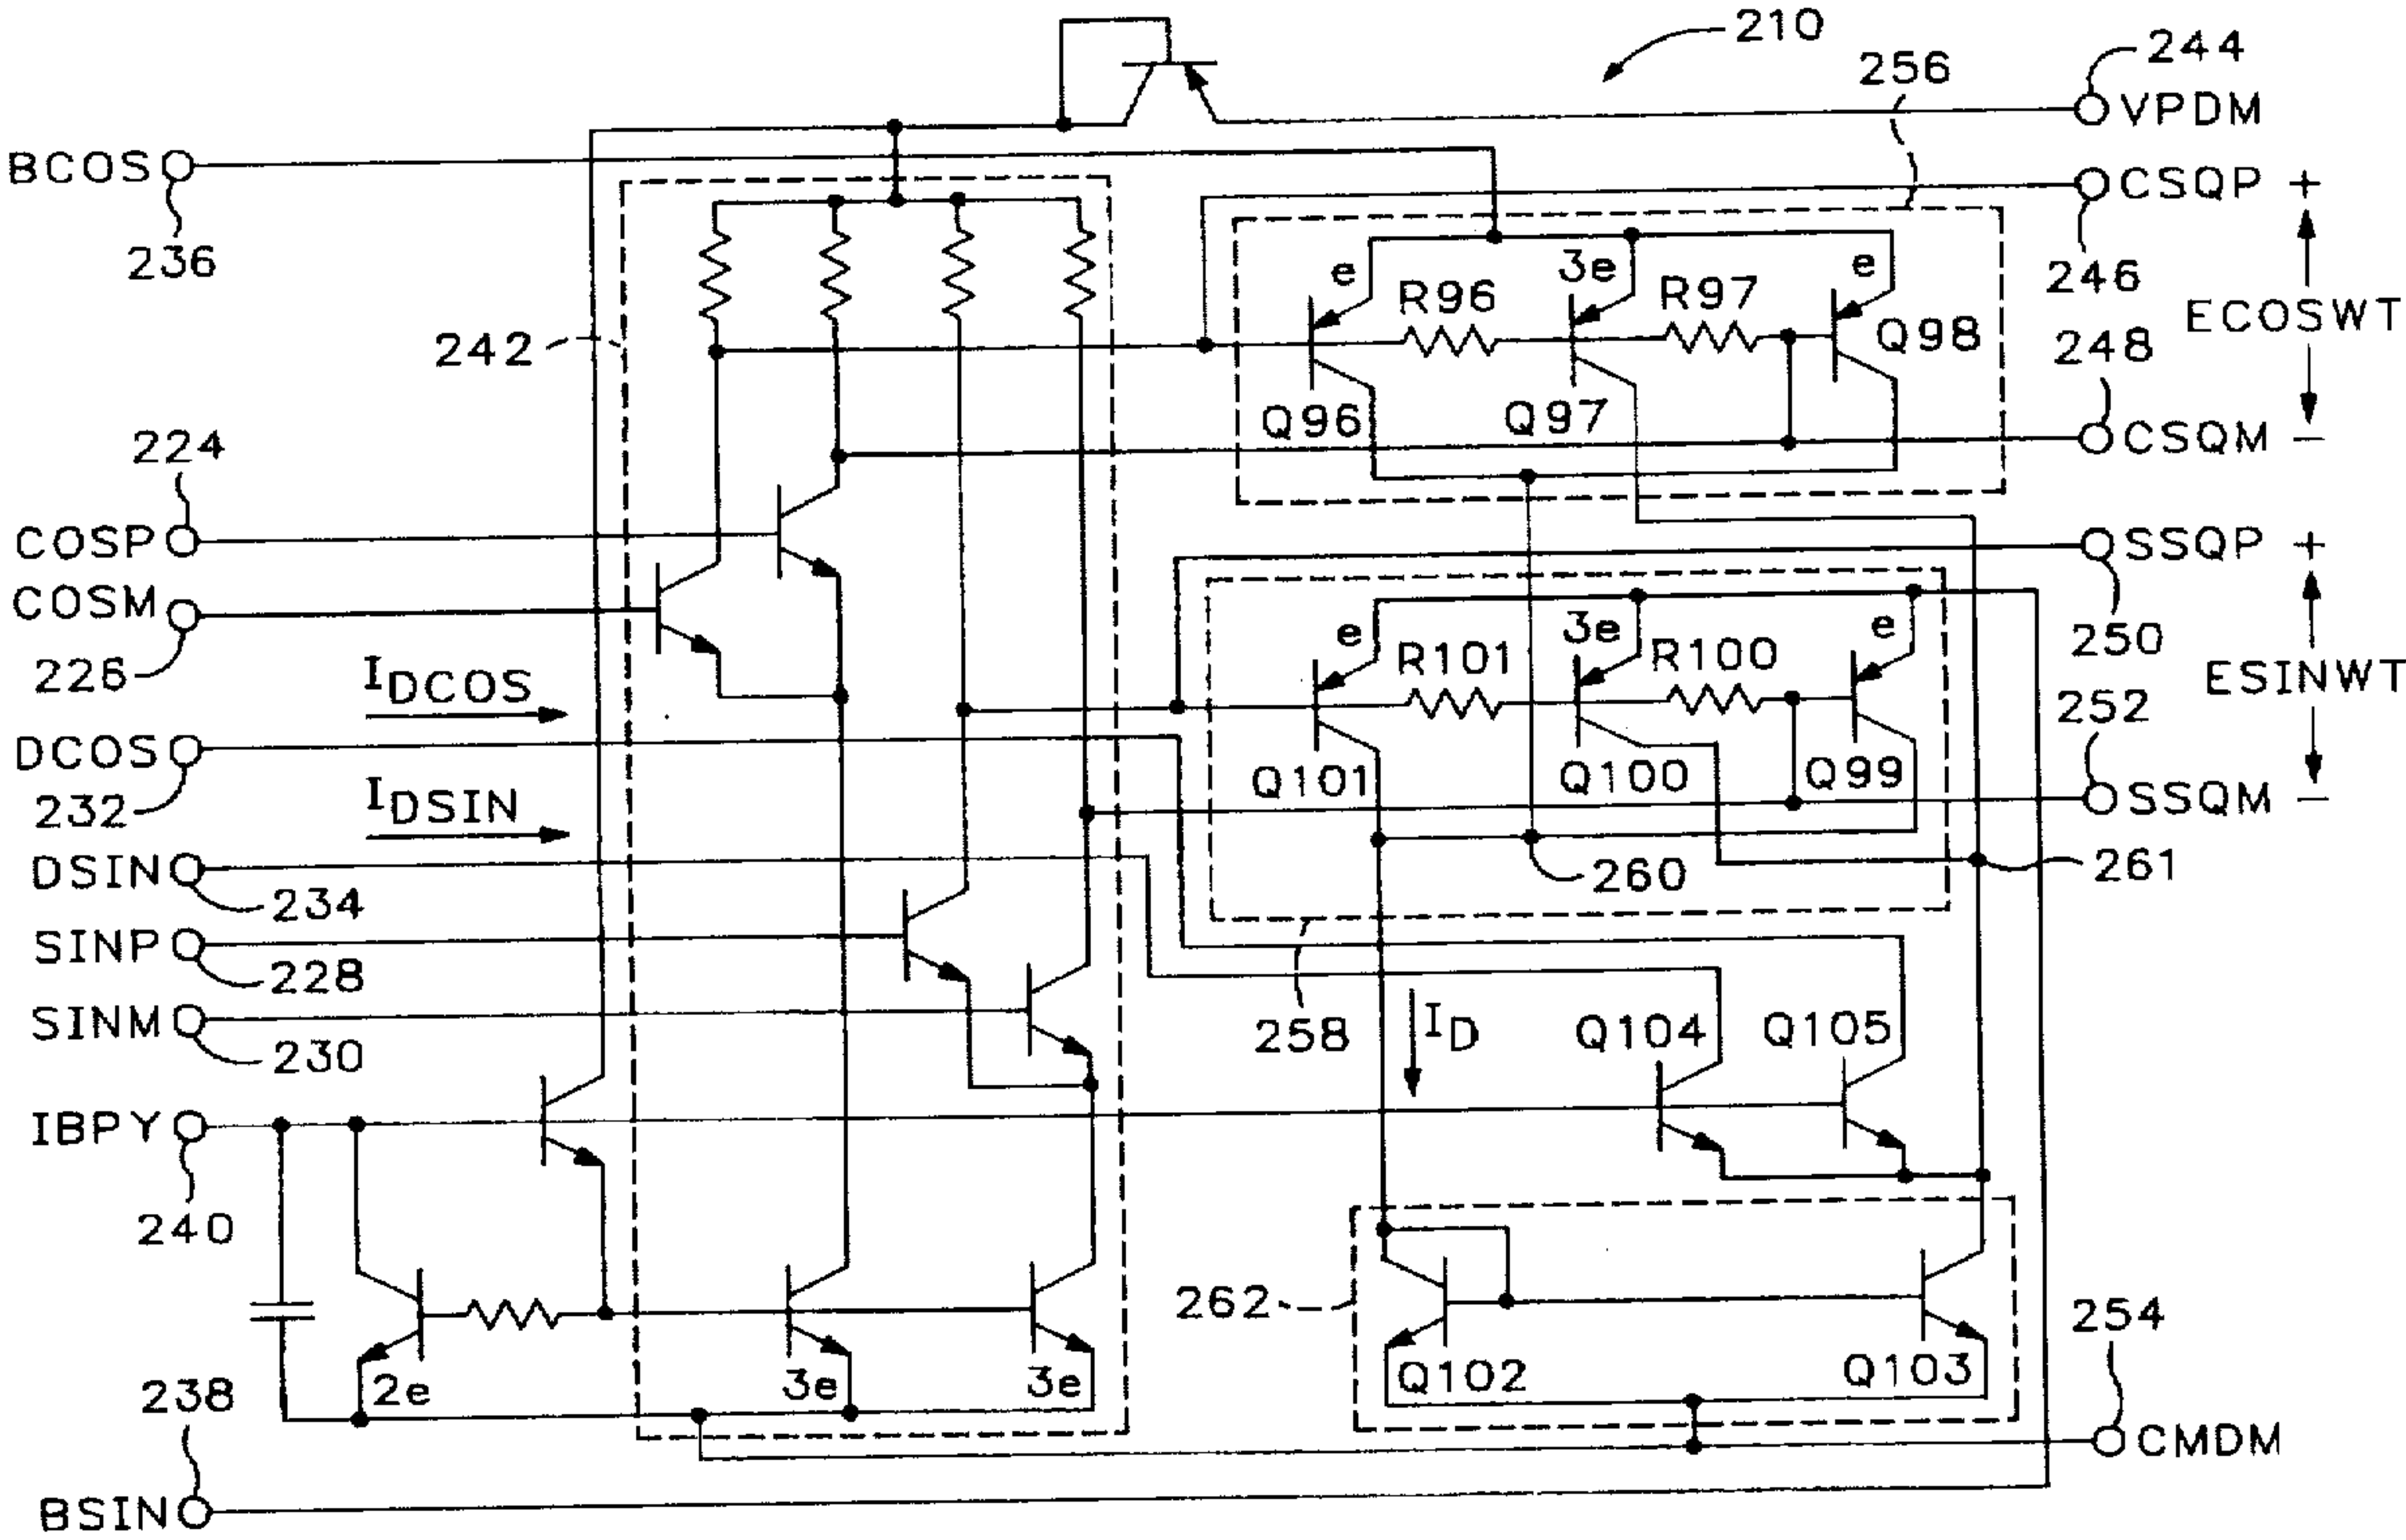 210
244
VPDM
256
BCOS
236
CSQP +
246
e
3e
e
R96
R97
ECOSWT
242
Q98
248
Q96
Q97
CSQM −
224
COSP
SSQP +
COSM
226
250
e
3e
e
R101
R100
ESINWT
IDCOS
252
DCOS
232
Q101
Q100
Q99
IDSIN
SSQM −
DSIN
234
260
261
SINP
228
SINM
230
258
ID
Q104
Q105
IBPY
240
262
254
2e
3e
3e
Q102
Q103
238
CMDM
BSIN